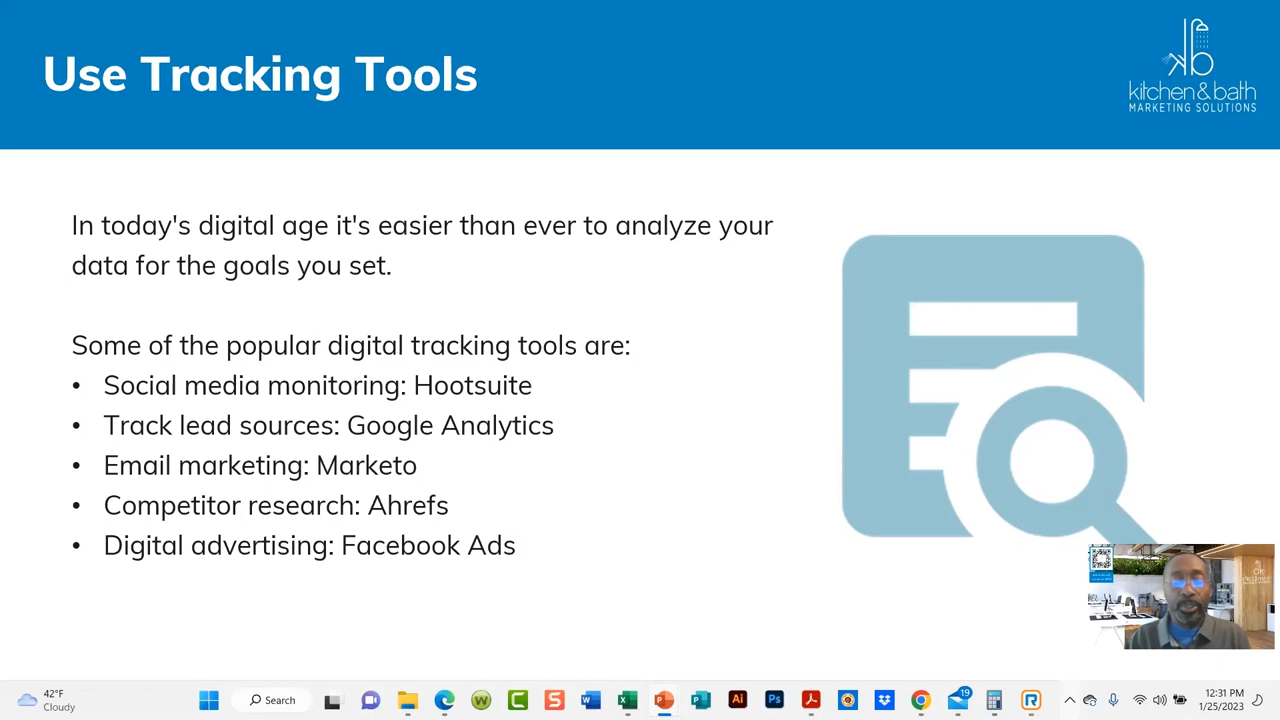 Use Tracking Tools
kitchen & bath
MARKETING SOLUTIONS
In today's digital age it's easier than ever to analyze your
data for the goals you set.
Some of the popular digital tracking tools are:
• Social media monitoring: Hootsuite
• Track lead sources: Google Analytics
• Email marketing: Marketo
• Competitor research: Ahrefs
• Digital advertising: Facebook Ads
42°F
Cloudy
Search
19
12:31 PM
1/25/2023